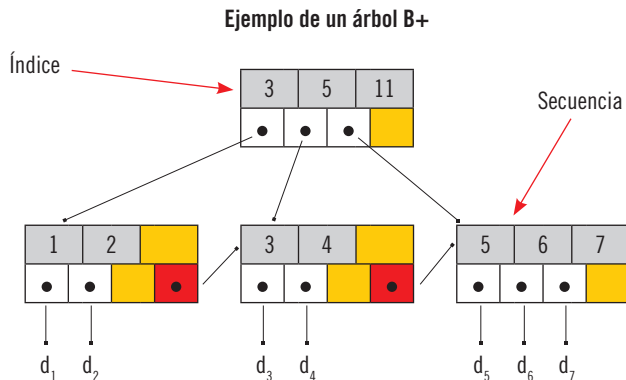 Ejemplo de un árbol B+
Índice
3 5 11
Secuencia
1 2
3 4
5 6 7
d1 d2
d3 d4
d5 d6 d7